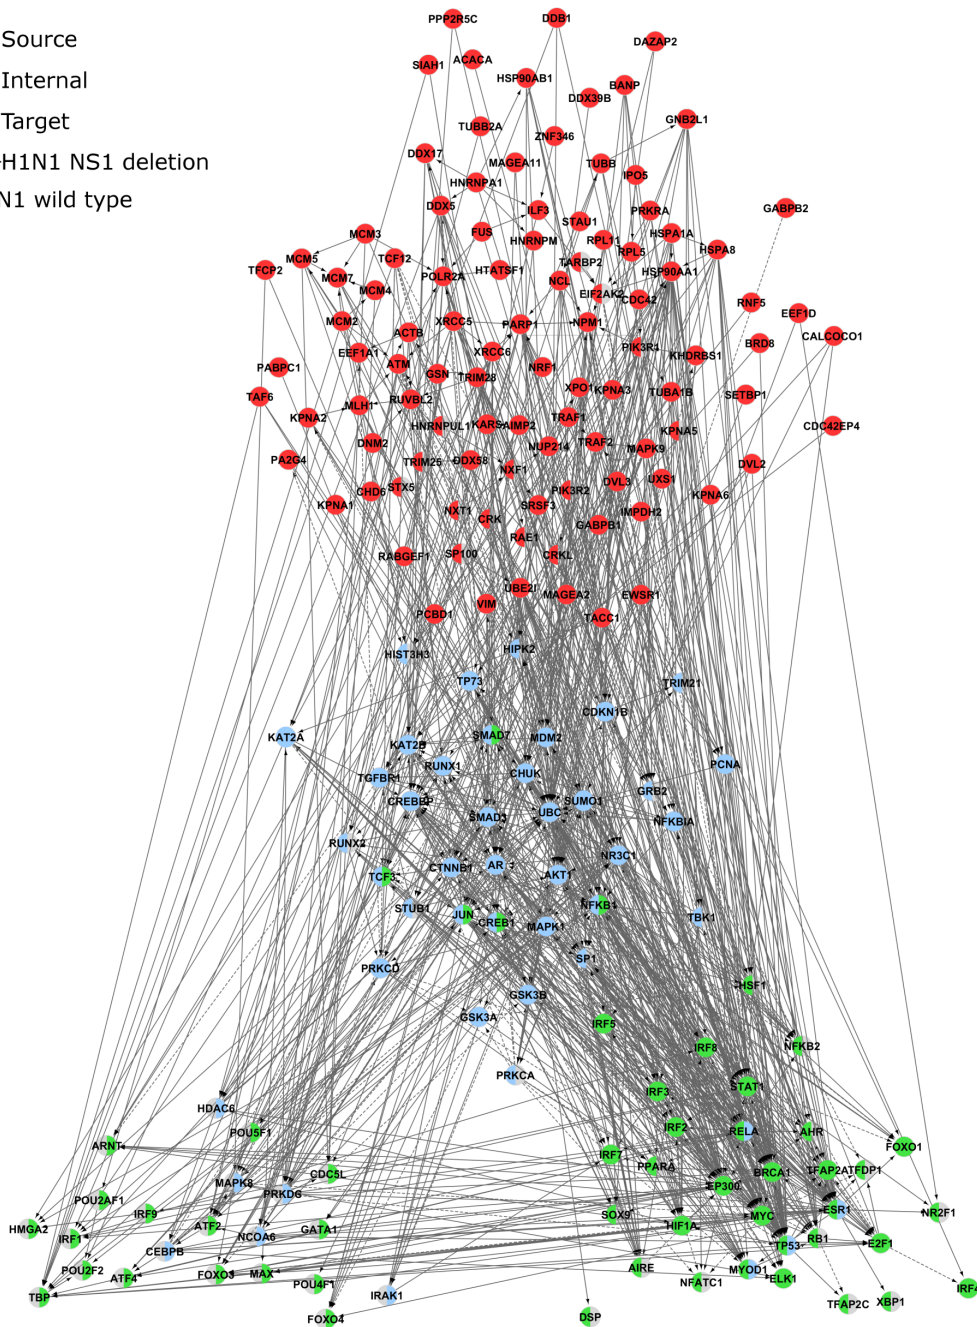 Source
Internal
Target
H1N1 NS1 deletion
N1 wild type
PPP2R5C
DDB1
DAZAP2
SIAH1
ACACA
HSP90AB1
BANP
DDX39B
GNB2L1
TUBB2A
ZNF346
DDX17
MAGEA11
TUBB
HNRNPA1
IPO5
DDX5
ILF3
PRKRA
GABPB2
STAU1
MCM3
FUS
HNRNPM
RPL11
HSPA1A
RPL5
HSPA8
MCM5
TCF12
TARBP2
TFCP2
MCM7
POLR2A
HTATSF1
NCL
HSP90AA1
MCM4
EIF2AK2
CDC42
RNF5
EEF1D
MCM2
XRCC5
PARP1
NPM1
ACTB
CALCOCO1
EEF1A1
XRCC6
PIK3R1
KHDRBS1
BRD8
PABPC1
ATM
GSN
TRIM28
NRF1
TAF6
RUVBL2
XPO1
KPNA3
TUBA1B
SETBP1
KPNA2
MLH1
HNRNPUL1
KARS
AIMP2
TRAF1
KPNA5
CDC42EP4
DNM2
NUP214
TRAF2
MAPK9
PA2G4
TRIM25
DDX58
NXF1
DVL2
CHD6
STX5
PIK3R2
DVL3
UXS1
KPNA1
NXT1
CRK
SRSF3
IMPDH2
KPNA6
GABPB1
RAE1
RABGEF1
SP100
CRKL
UBE2I
PCBD1
VIM
MAGEA2
EWSR1
TACC1
HIST3H3
HIPK2
TP73
TRIM21
CDKN1B
KAT2A
KAT2B
SMAD7
MDM2
RUNX1
TGFBR1
CHUK
PCNA
CREBBP
GRB2
SMAD3
UBC
SUMO1
NFKBIA
RUNX2
CTNNB1
AR
NR3C1
TCF3
AKT1
STUB1
JUN
CREB1
NFKB1
TBK1
MAPK1
PRKCD
SP1
HSF1
GSK3B
GSK3A
IRF5
IRF8
NFKB2
PRKCA
IRF3
STAT1
HDAC6
POU5F1
IRF2
RELA
AHR
ARNT
IRF7
FOXO1
CDC5L
PPARA
BRCA1
TFAP2A
TFDP1
MAPK8
PRKDC
EP300
POU2AF1
IRF9
SOX9
MYC
ESR1
NR2F1
HMGA2
IRF1
ATF2
GATA1
HIF1A
CEBPB
NCOA6
TP53
RB1
E2F1
POU2F2
ATF4
FOXO3
MAX
AIRE
MYOD1
POU4F1
NFATC1
ELK1
IRF4
TBP
IRAK1
TFAP2C
XBP1
FOXO4
DSP